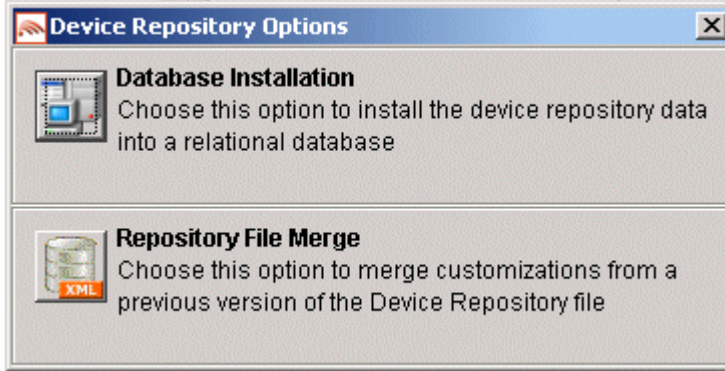 Device Repository Options
Database Installation
Choose this option to install the device repository data
into a relational database
Repository File Merge
Choose this option to merge customizations from a
previous version of the Device Repository file
XML